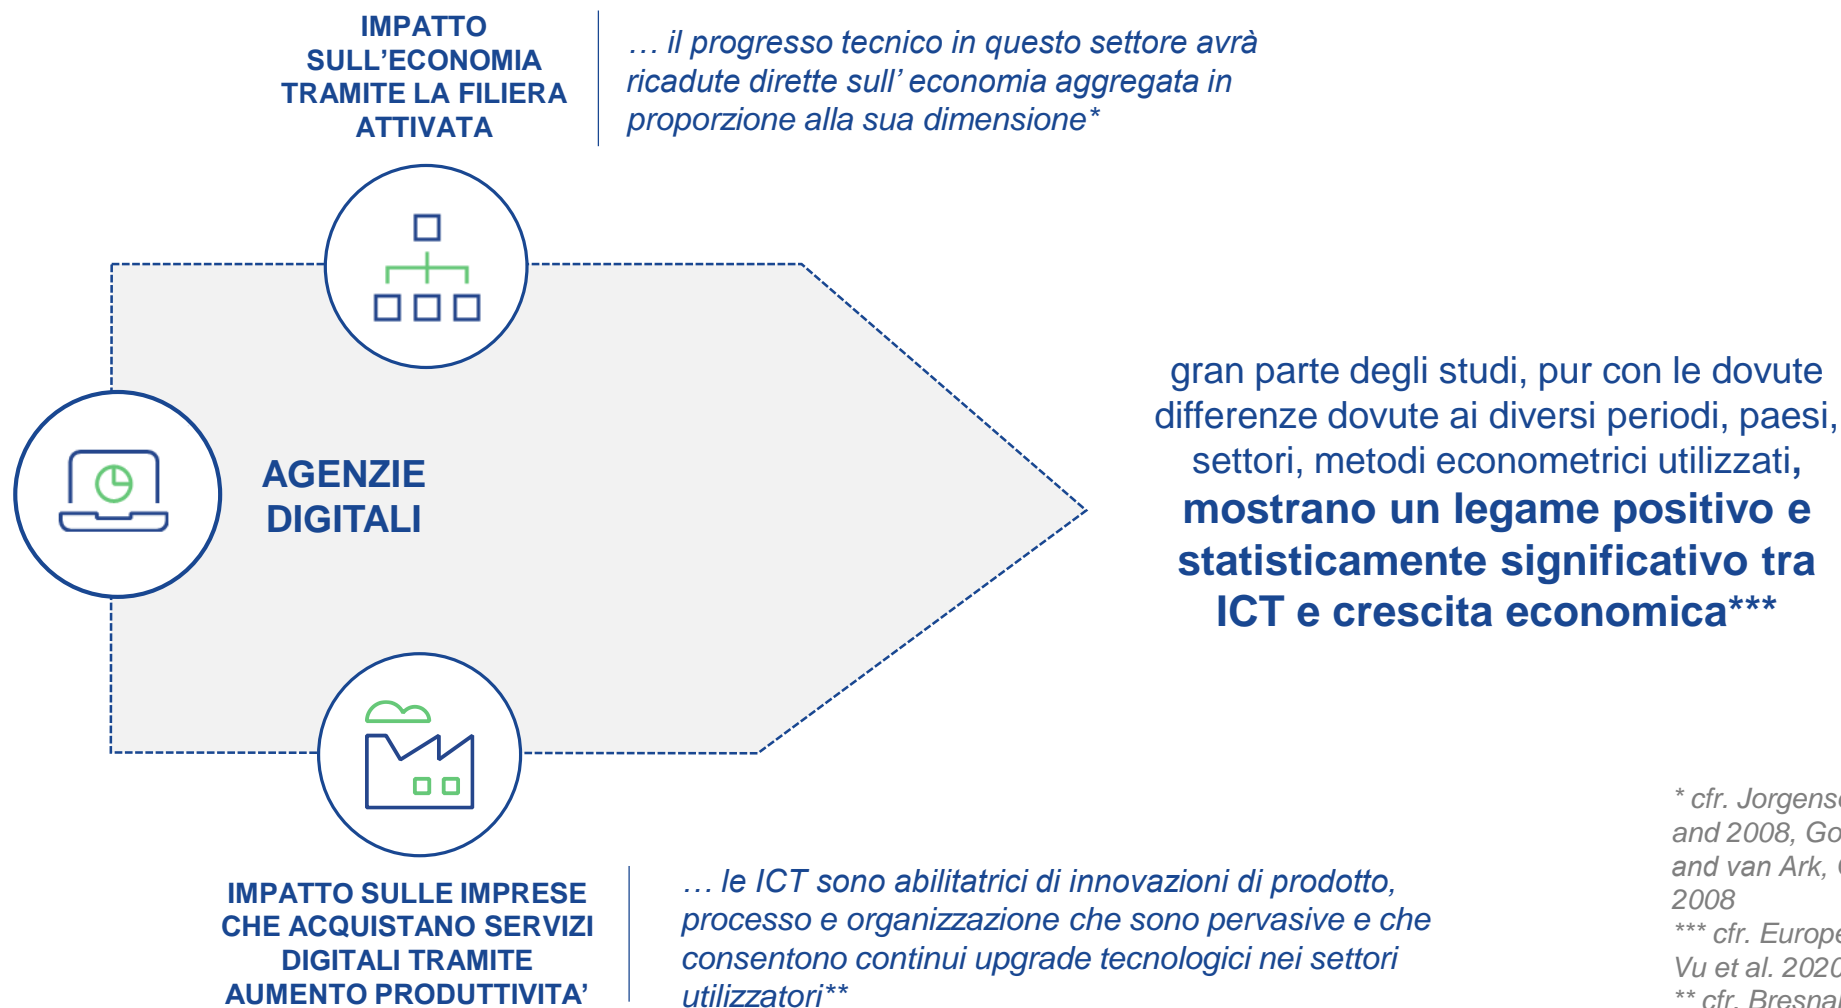 IMPATTO
SULL’ECONOMIA
TRAMITE LA FILIERA
ATTIVATA
… il progresso tecnico in questo settore avrà
ricadute dirette sull’ economia aggregata in
proporzione alla sua dimensione*
AGENZIE
DIGITALI
gran parte degli studi, pur con le dovute
differenze dovute ai diversi periodi, paesi,
settori, metodi econometrici utilizzati,
mostrano un legame positivo e
statisticamente significativo tra
ICT e crescita economica***
IMPATTO SULLE IMPRESE
CHE ACQUISTANO SERVIZI
DIGITALI TRAMITE
AUMENTO PRODUTTIVITA’
… le ICT sono abilitatrici di innovazioni di prodotto,
processo e organizzazione che sono pervasive e che
consentono continui upgrade tecnologici nei settori
utilizzatori**
* cfr.
and 2008,
and van Ark,
2008
*** cfr.
Vu et al. 2020
** cfr.